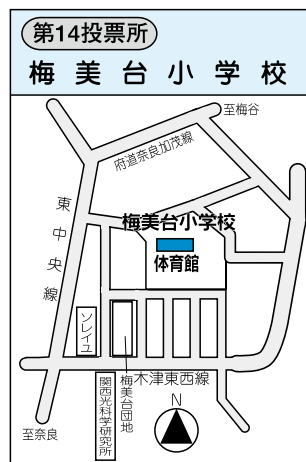 第14投票所
梅美台小学校
至梅谷
府道奈良加茂線
東中央線
梅美台小学校
体育館
ソレイユ
梅美台団地
木津東西線
関西光科学研究所
至奈良
N